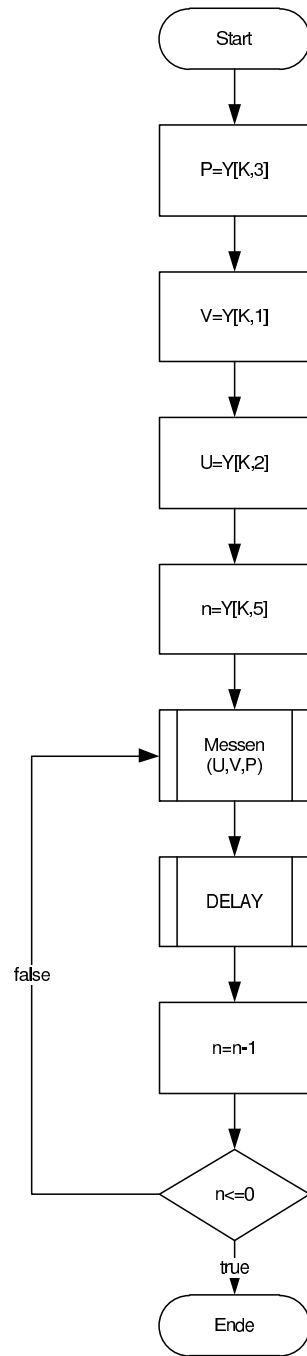 Start
P=Y[K,3]
V=Y[K,1]
U=Y[K,2]
n=Y[K,5]
Messen
(U,V,P)
DELAY
false
n=n-1
n<=0
true
Ende